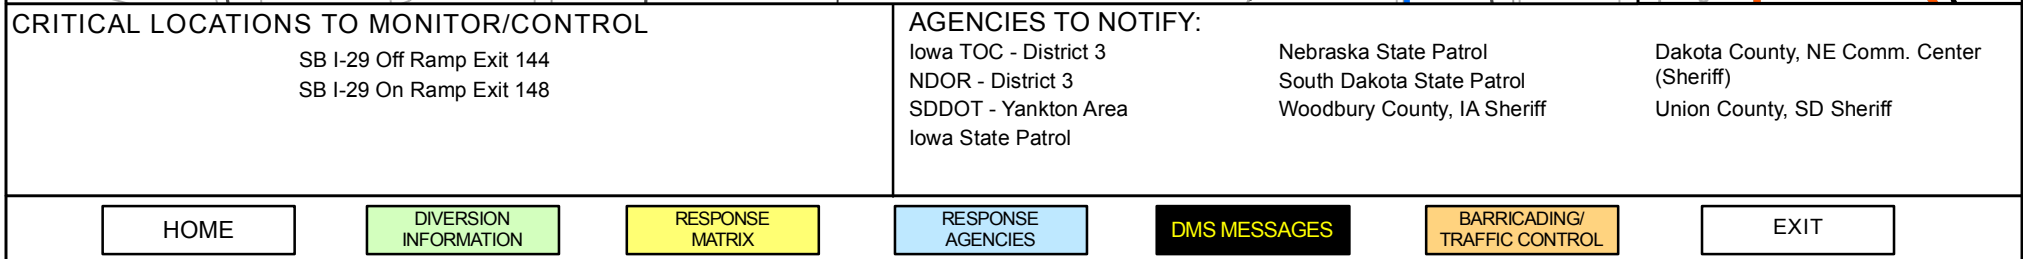 CRITICAL LOCATIONS TO MONITOR/CONTROL
SB I-29 Off Ramp Exit 144
SB I-29 On Ramp Exit 148
AGENCIES TO NOTIFY:
Iowa TOC - District 3
NDOR - District 3
SDDOT - Yankton Area
Iowa State Patrol
Nebraska State Patrol
South Dakota State Patrol
Woodbury County, IA Sheriff
Dakota County, NE Comm. Center
(Sheriff)
Union County, SD Sheriff
HOME
DIVERSION
INFORMATION
RESPONSE
MATRIX
RESPONSE
AGENCIES
DMS MESSAGES
BARRICADING/
TRAFFIC CONTROL
EXIT